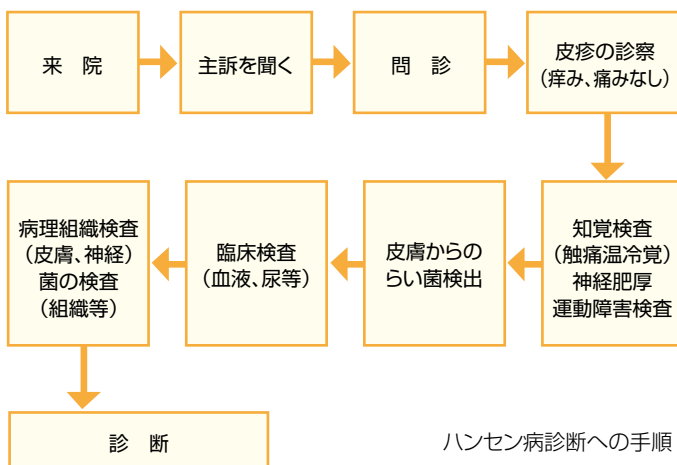 来　院
主訴を聞く
問　診
皮疹の診察
（痒み、痛みなし）
知覚検査
（触痛温冷覚）
神経肥厚
運動障害検査
皮膚からの
らい菌検出
臨床検査
（血液、尿等）
病理組織検査
（皮膚、神経）
菌の検査
（組織等）
診　断
ハンセン病診断への手順